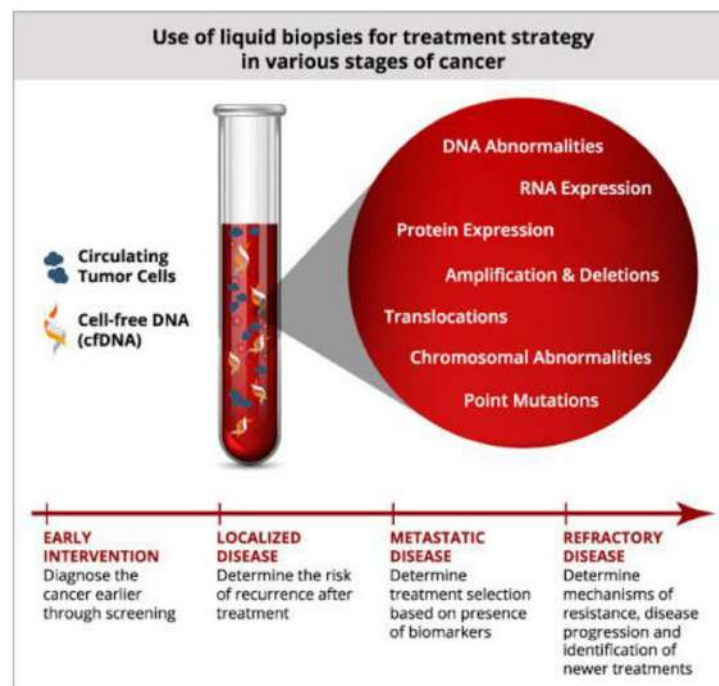 Use of liquid biopsies for treatment strategy
in various stages of cancer
DNA Abnormalities
RNA Expression
Protein Expression
Amplification & Deletions
Translocations
Chromosomal Abnormalities
Point Mutations
Circulating
Tumor Cells
Cell-free DNA
(cfDNA)
EARLY
INTERVENTION
Diagnose the
cancer earlier
through screening
LOCALIZED
DISEASE
Determine the risk
of recurrence after
treatment
METASTATIC
DISEASE
Determine
treatment selection
based on presence
of biomarkers
REFRACTORY
DISEASE
Determine
mechanisms of
resistance, disease
progression and
identification of
newer treatments